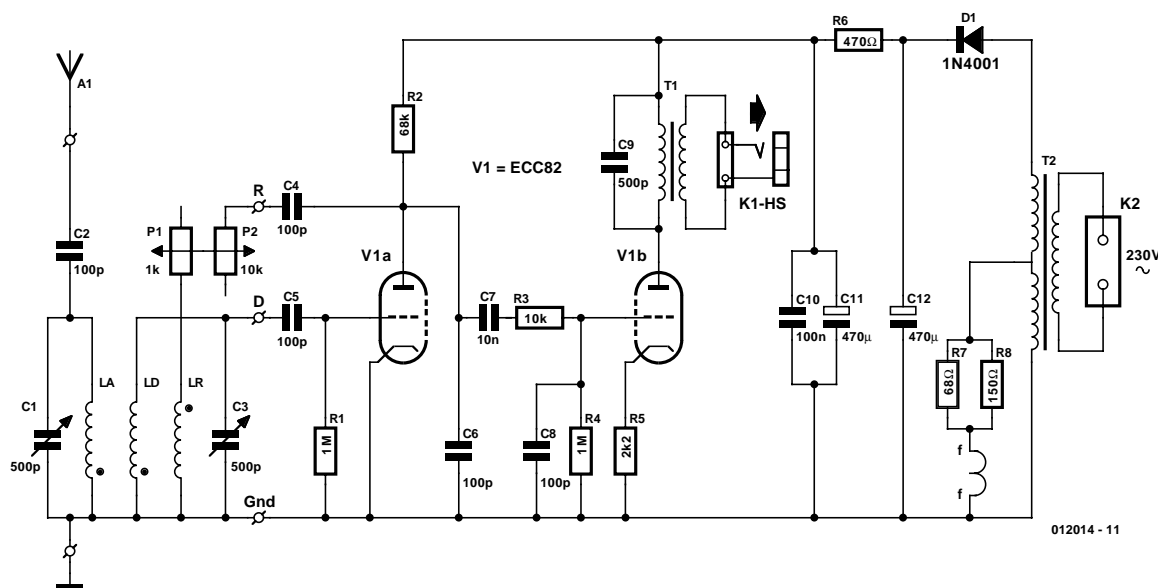 A1
C2
100p
C1
500p
LA
LD
LR
C3
500p
P1
1k
P2
10k
R
C4
100p
D
C5
100p
Gnd
R1
1M
R2
68k
V1a
C6
100p
C7
10n
R3
10k
C8
100p
R4
1M
R5
2k2
V1b
V1 = ECC82
C9
500p
T1
K1-HS
C10
100n
C11
470µ
R6
470Ω
C12
470µ
D1
1N4001
R7
68Ω
R8
150Ω
f
f
T2
K2
230V
~
012014 - 11